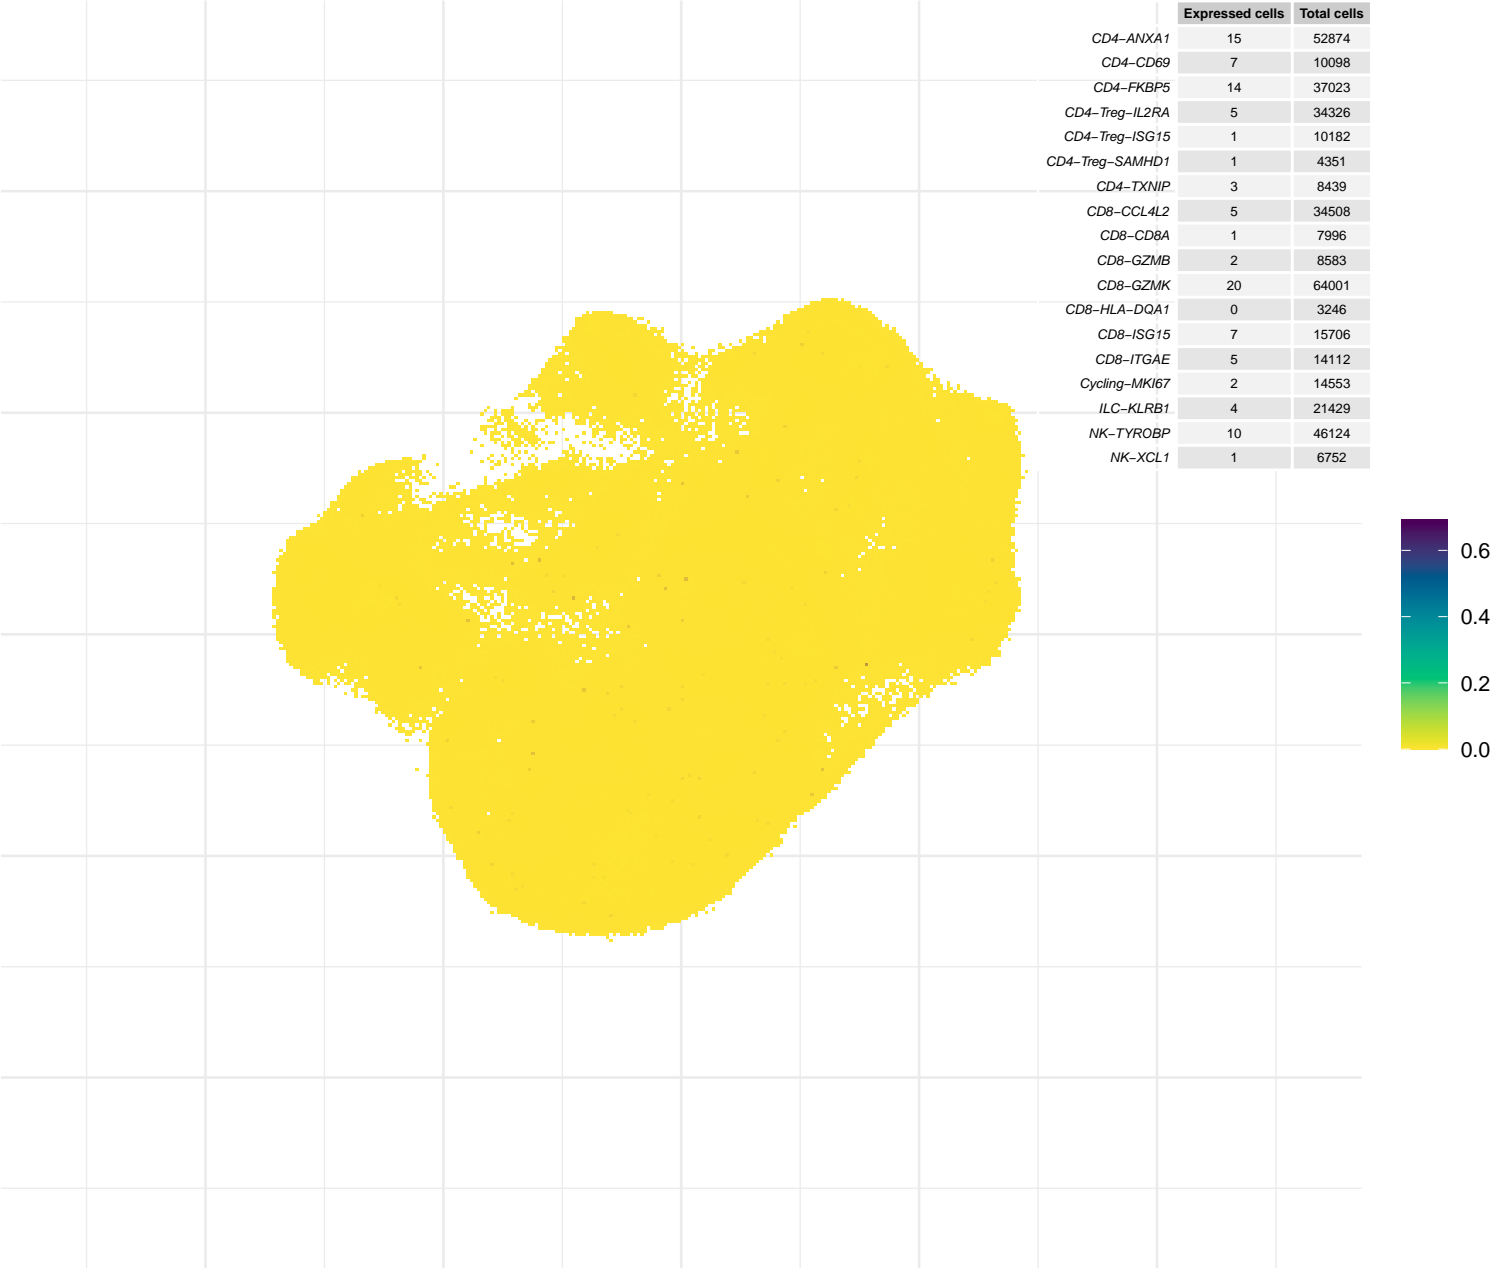 Expressed cells Total cells
CD4−ANXA1 15 52874
CD4−CD69 7 10098
CD4−FKBP5 14 37023
CD4−Treg−IL2RA 5 34326
CD4−Treg−ISG15 1 10182
CD4−Treg−SAMHD1 1 4351
CD4−TXNIP 3 8439
CD8−CCL4L2 5 34508
CD8−CD8A 1 7996
CD8−GZMB 2 8583
CD8−GZMK 20 64001
CD8−HLA−DQA1 0 3246
CD8−ISG15 7 15706
CD8−ITGAE 5 14112
Cycling−MKI67 2 14553
ILC−KLRB1 4 21429
NK−TYROBP 10 46124
NK−XCL1 1 6752
0.6
0.4
0.2
0.0